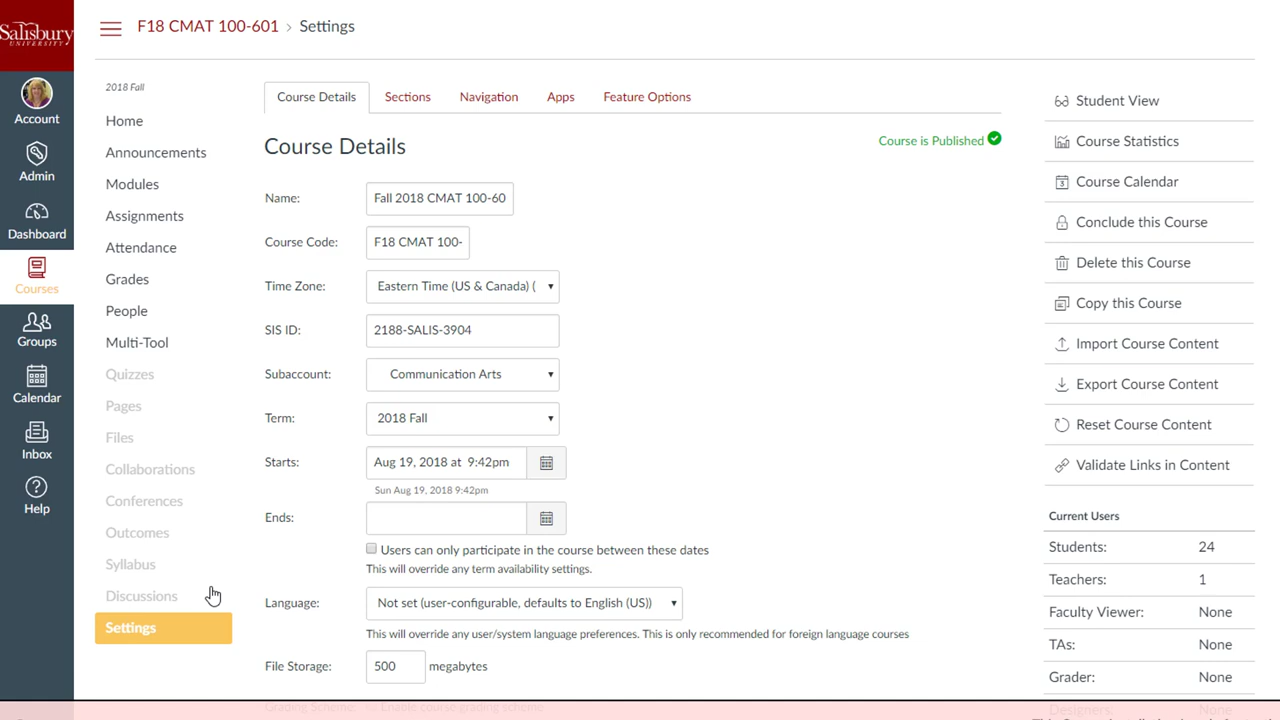 Salisbury
UNIVERSITY
F18 CMAT 100-601 › Settings
Account
Admin
Dashboard
Courses
Groups
Calendar
Inbox
Help
2018 Fall
Home
Announcements
Modules
Assignments
Attendance
Grades
People
Multi-Tool
Quizzes
Pages
Files
Collaborations
Conferences
Outcomes
Syllabus
Discussions
Settings
Course Details Sections Navigation Apps Feature Options
Course Details
Course is Published
Name: Fall 2018 CMAT 100-60
Course Code: F18 CMAT 100-
Time Zone: Eastern Time (US & Canada) (
SIS ID: 2188-SALIS-3904
Subaccount: Communication Arts
Term: 2018 Fall
Starts: Aug 19, 2018 at 9:42pm
Sun Aug 19, 2018 9:42pm
Ends:
Users can only participate in the course between these dates
This will override any term availability settings.
Language: Not set (user-configurable, defaults to English (US))
This will override any user/system language preferences. This is only recommended for foreign language courses
File Storage: 500 megabytes
Grading Scheme: Enable course grading scheme
Student View
Course Statistics
Course Calendar
Conclude this Course
Delete this Course
Copy this Course
Import Course Content
Export Course Content
Reset Course Content
Validate Links in Content
Current Users
Students: 24
Teachers: 1
Faculty Viewer: None
TAs: None
Grader: None
Designers: None